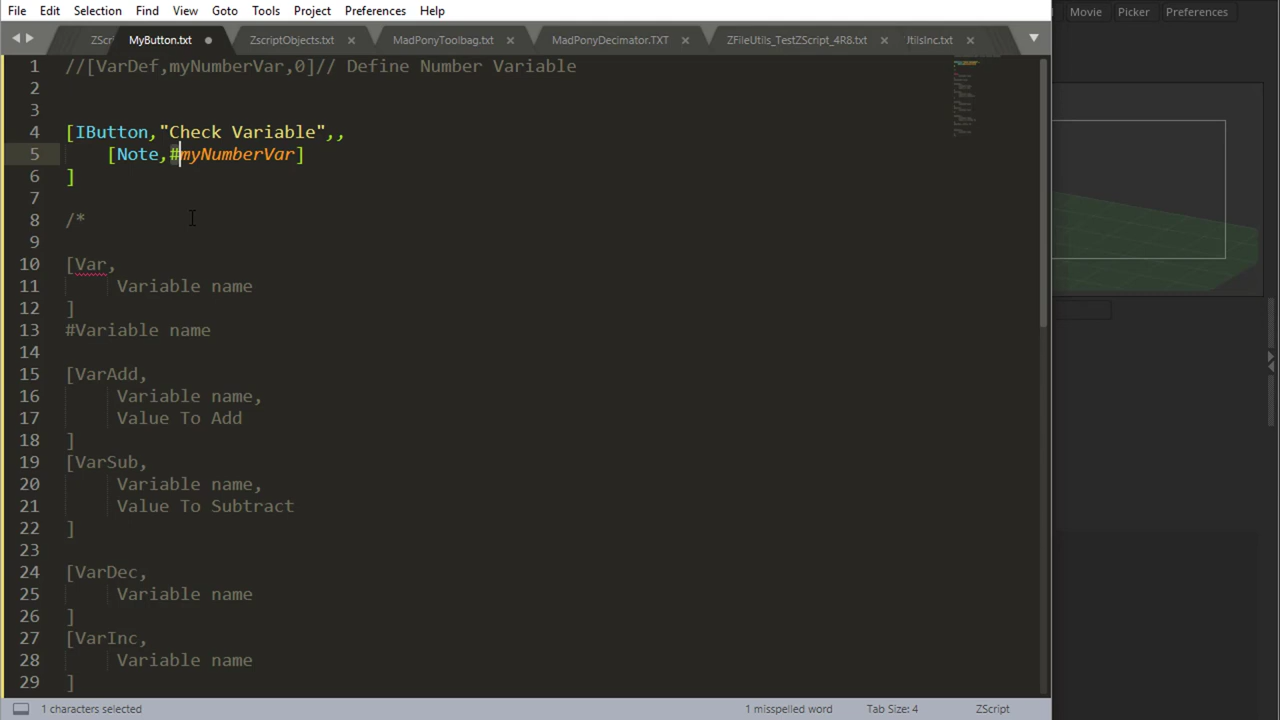 File Edit Selection Find View Goto Tools Project Preferences Help
Movie Picker Preferences
ZScr MyButton.txt ZscriptObjects.txt MadPonyToolbag.txt MadPonyDecimator.TXT ZFileUtils_TestZScript_4R8.txt UtilsInc.txt
1 //[VarDef,myNumberVar,0]// Define Number Variable
2
3
4 [IButton,"Check Variable",,
5 [Note,#myNumberVar]
6 ]
7
8 /*
9
10 [Var,
11 Variable name
12 ]
13 #Variable name
14
15 [VarAdd,
16 Variable name,
17 Value To Add
18 ]
19 [VarSub,
20 Variable name,
21 Value To Subtract
22 ]
23
24 [VarDec,
25 Variable name
26 ]
27 [VarInc,
28 Variable name
29 ]
1 characters selected 1 misspelled word Tab Size: 4 ZScript